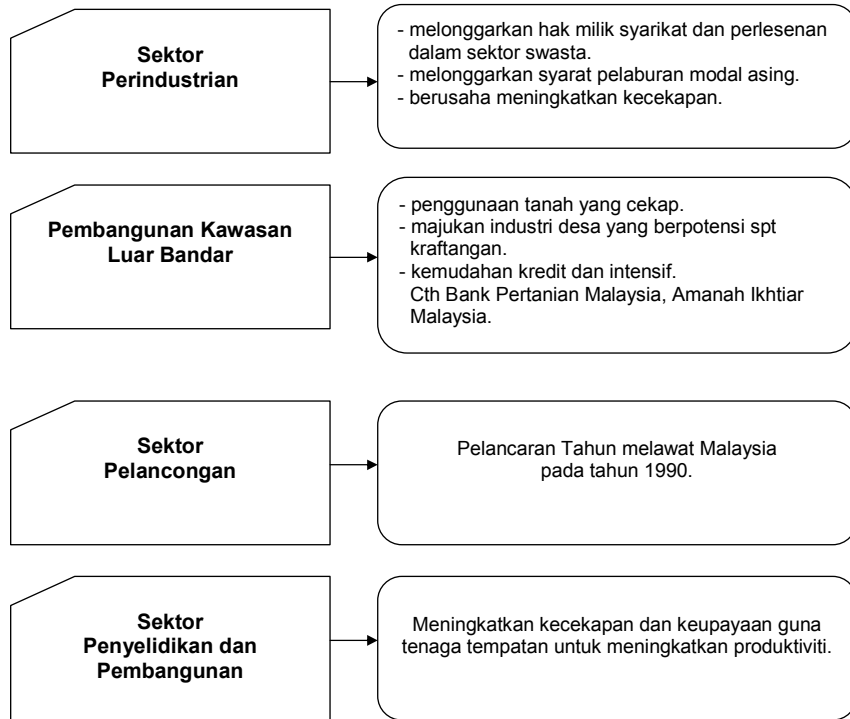 Sektor
Perindustrian
- melonggarkan hak milik syarikat dan perlesenan
dalam sektor swasta.
- melonggarkan syarat pelaburan modal asing.
- berusaha meningkatkan kecekapan.
Pembangunan Kawasan
Luar Bandar
- penggunaan tanah yang cekap.
- majukan industri desa yang berpotensi spt
kraftangan.
- kemudahan kredit dan intensif.
Cth Bank Pertanian Malaysia, Amanah Ikhtiar
Malaysia.
Sektor
Pelancongan
Pelancaran Tahun melawat Malaysia
pada tahun 1990.
Sektor
Penyelidikan dan
Pembangunan
Meningkatkan kecekapan dan keupayaan guna
tenaga tempatan untuk meningkatkan produktiviti.